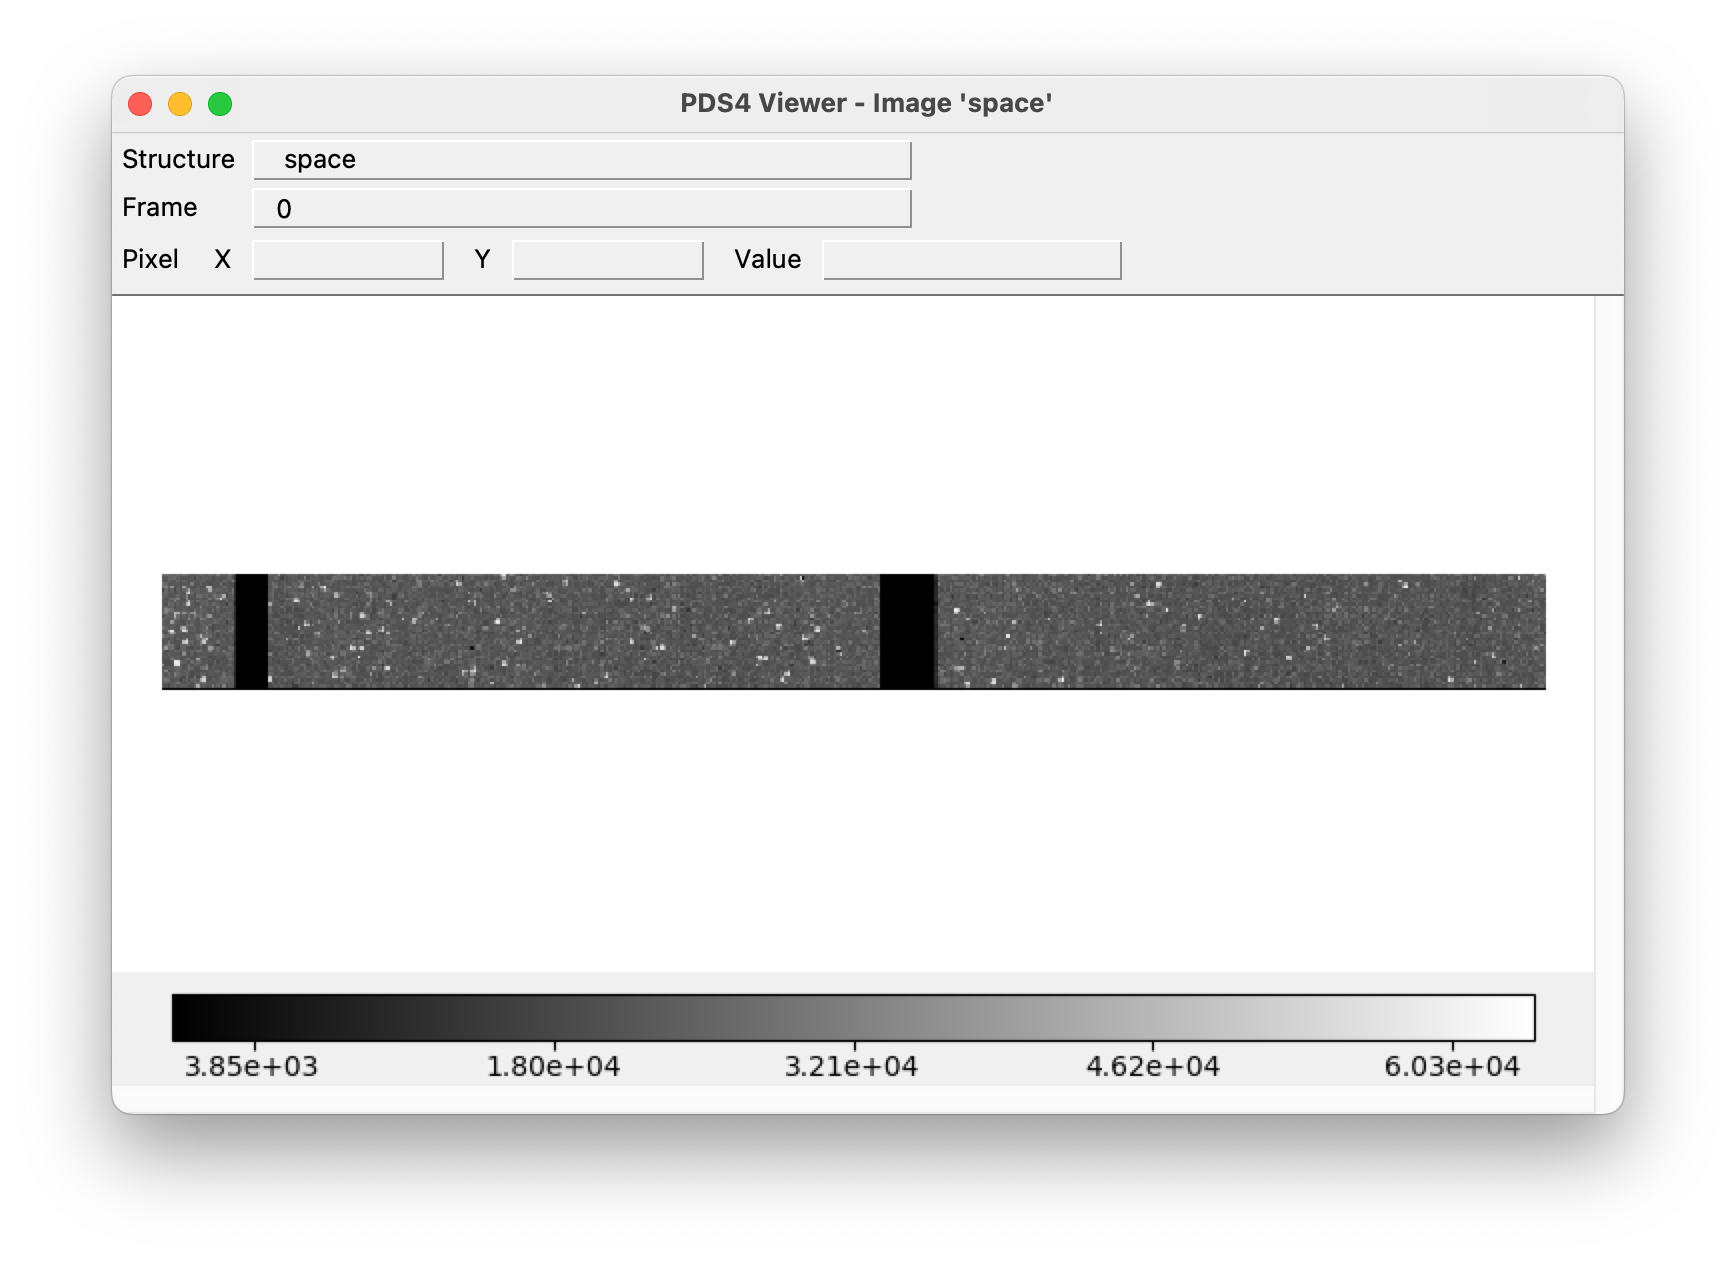 PDS4 Viewer - Image 'space'
Structure space
Frame 0
Pixel X Y Value
3.85e+03 1.80e+04 3.21e+04 4.62e+04 6.03e+04